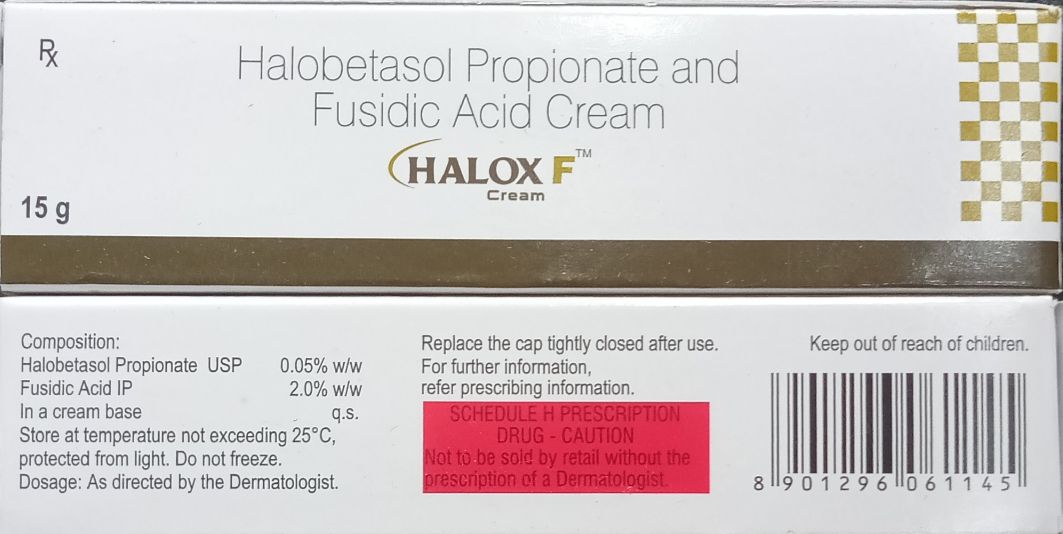 Rx
Halobetasol Propionate and
Fusidic Acid Cream
HALOX F™
Cream
15 g
Composition:
Halobetasol Propionate USP 0.05% w/w
Fusidic Acid IP 2.0% w/w
In a cream base q.s.
Store at temperature not exceeding 25°C,
protected from light. Do not freeze.
Dosage: As directed by the Dermatologist.
Replace the cap tightly closed after use.
For further information,
refer prescribing information.
SCHEDULE H PRESCRIPTION
DRUG - CAUTION
Not to be sold by retail without the
prescription of a Dermatologist.
Keep out of reach of children.
8 901296 061145